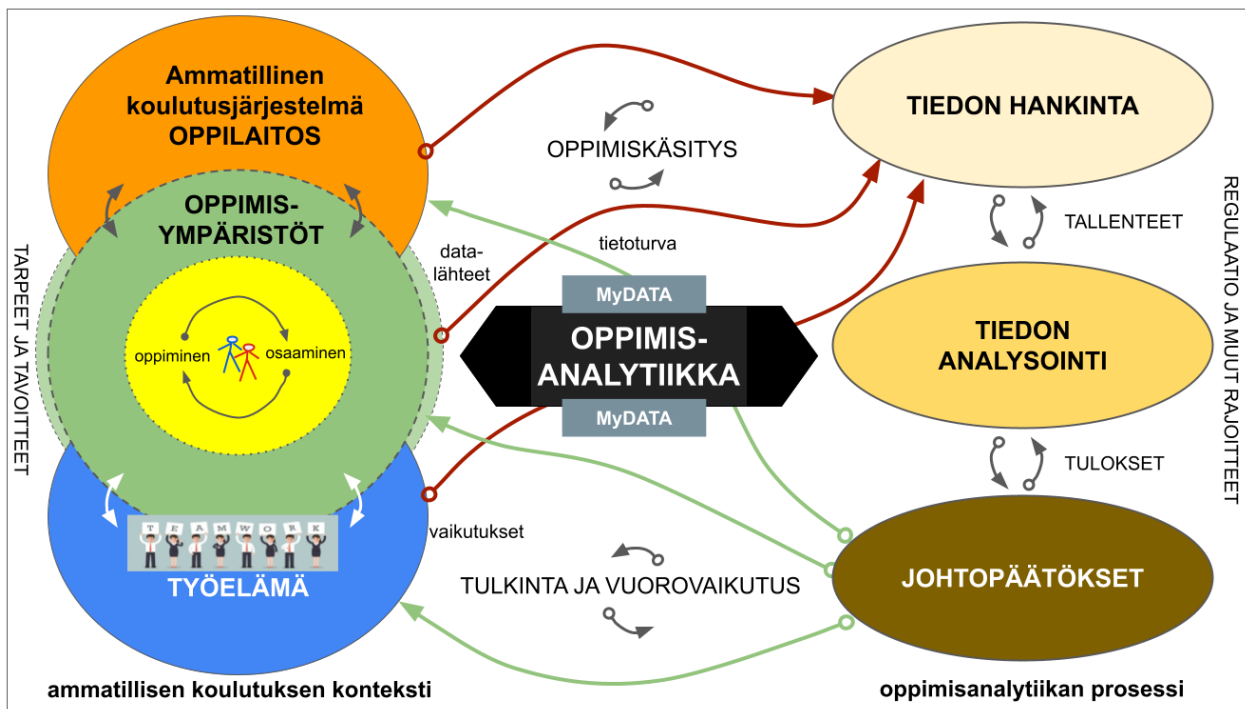 Ammatillinen
koulutusjärjestelmä
OPPILAITOS
OPPIMIS-
YMPÄRISTÖT
oppiminen
osaaminen
TEAMWORK
TYÖELÄMÄ
TARPEET JA TAVOITTEET
ammatillisen koulutuksen konteksti
OPPIMISKÄSITYS
data-
lähteet
tietoturva
MyDATA
OPPIMIS-
ANALYTIIKKA
MyDATA
vaikutukset
TULKINTA JA VUOROVAIKUTUS
TIEDON HANKINTA
TALLENTEET
TIEDON
ANALYSOINTI
TULOKSET
JOHTOPÄÄTÖKSET
REGULAATIO JA MUUT RAJOITTEET
oppimisanalytiikan prosessi